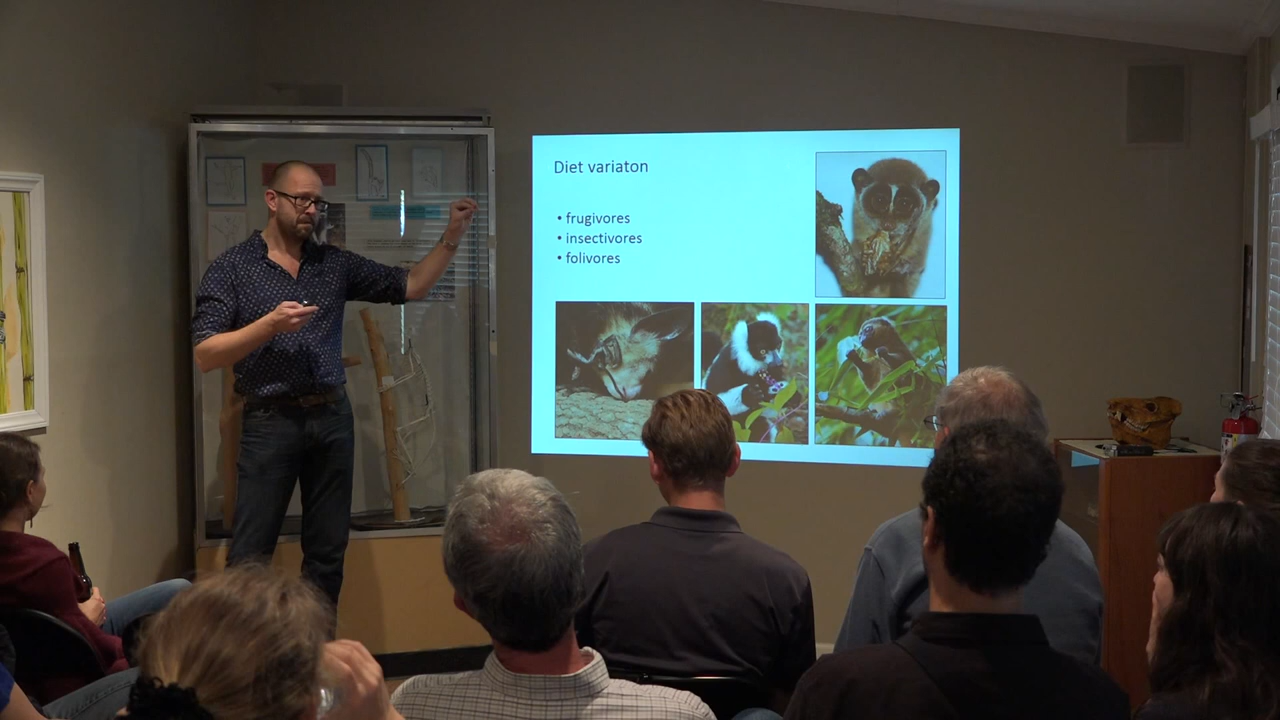 Diet variaton
• frugivores
• insectivores
• folivores